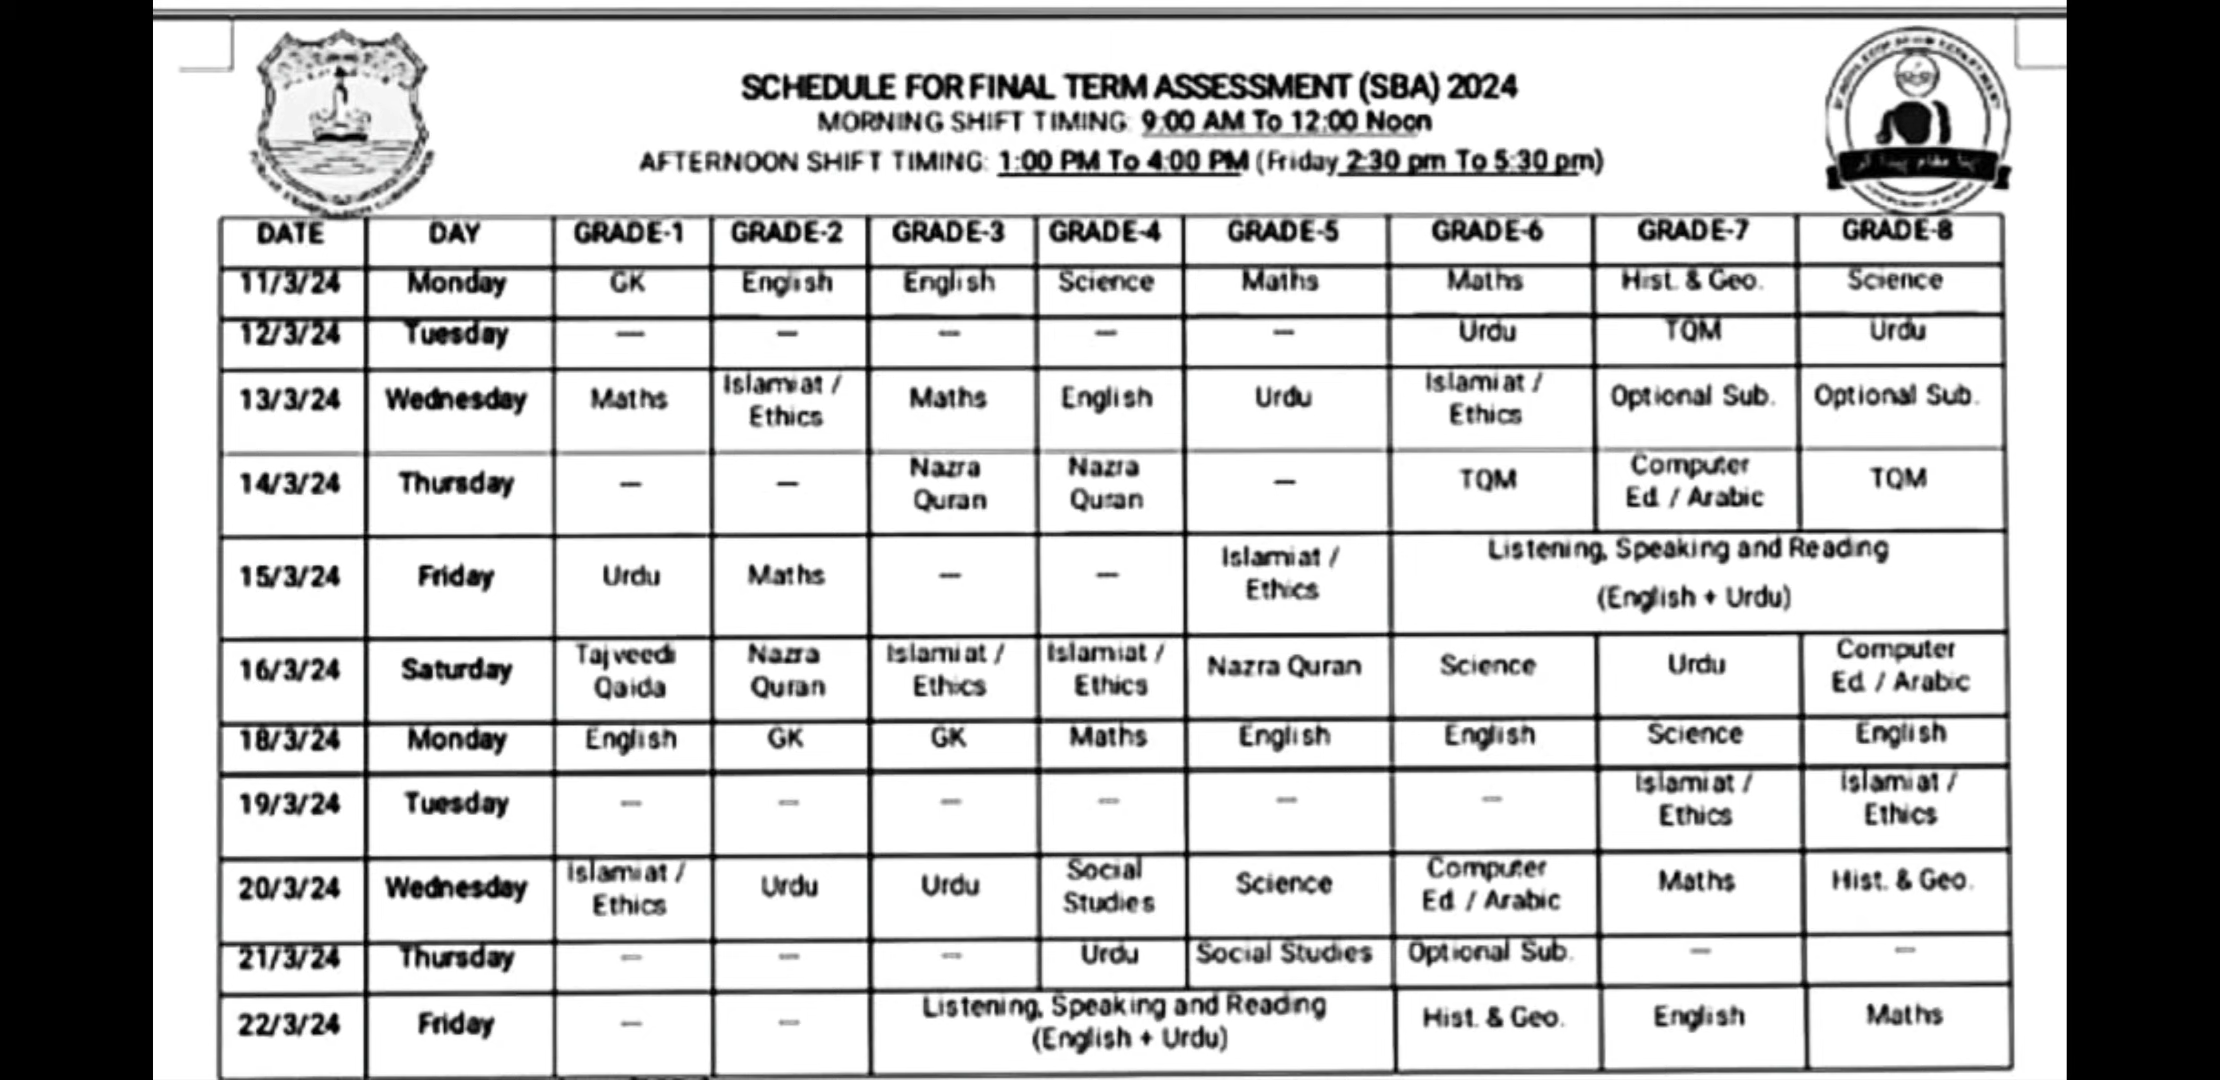 SCHEDULE FOR FINAL TERM ASSESSMENT (SBA) 2024
MORNING SHIFT TIMING: 9:00 AM To 12:00 Noon
AFTERNOON SHIFT TIMING: 1:00 PM To 4:00 PM (Friday 2:30 pm To 5:30 pm)
DATE DAY GRADE-1 GRADE-2 GRADE-3 GRADE-4 GRADE-5 GRADE-6 GRADE-7 GRADE-8
11/3/24 Monday GK English English Science Maths Maths Hist. & Geo. Science
12/3/24 Tuesday — — — — — Urdu TQM Urdu
13/3/24 Wednesday Maths Islamiat / Ethics Maths English Urdu Islamiat / Ethics Optional Sub. Optional Sub.
14/3/24 Thursday — — Nazra Quran Nazra Quran — TQM Computer Ed. / Arabic TQM
15/3/24 Friday Urdu Maths — — Islamiat / Ethics Listening, Speaking and Reading (English + Urdu)
16/3/24 Saturday Tajveedi Qaida Nazra Quran Islamiat / Ethics Islamiat / Ethics Nazra Quran Science Urdu Computer Ed. / Arabic
18/3/24 Monday English GK GK Maths English English Science English
19/3/24 Tuesday — — — — — — Islamiat / Ethics Islamiat / Ethics
20/3/24 Wednesday Islamiat / Ethics Urdu Urdu Social Studies Science Computer Ed. / Arabic Maths Hist. & Geo.
21/3/24 Thursday — — — Urdu Social Studies Optional Sub. — —
22/3/24 Friday — — Listening, Speaking and Reading (English + Urdu) Hist. & Geo. English Maths